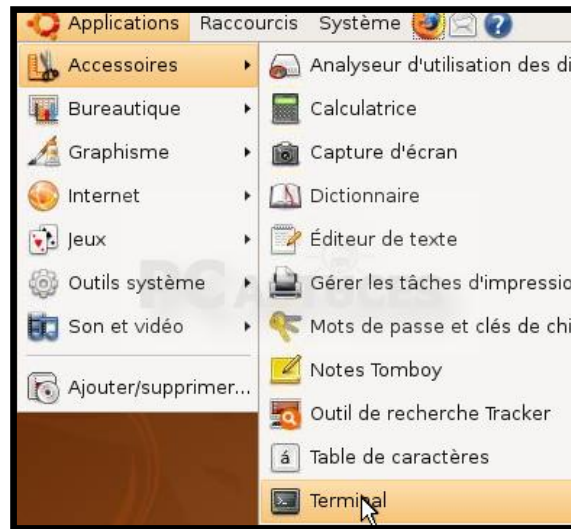 Applications Raccourcis Système
Accessoires
Bureautique
Graphisme
Internet
Jeux
Outils système
Son et vidéo
Ajouter/supprimer...
Analyseur d'utilisation des di
Calculatrice
Capture d'écran
Dictionnaire
Éditeur de texte
Gérer les tâches d'impressio
Mots de passe et clés de chi
Notes Tomboy
Outil de recherche Tracker
Table de caractères
Terminal